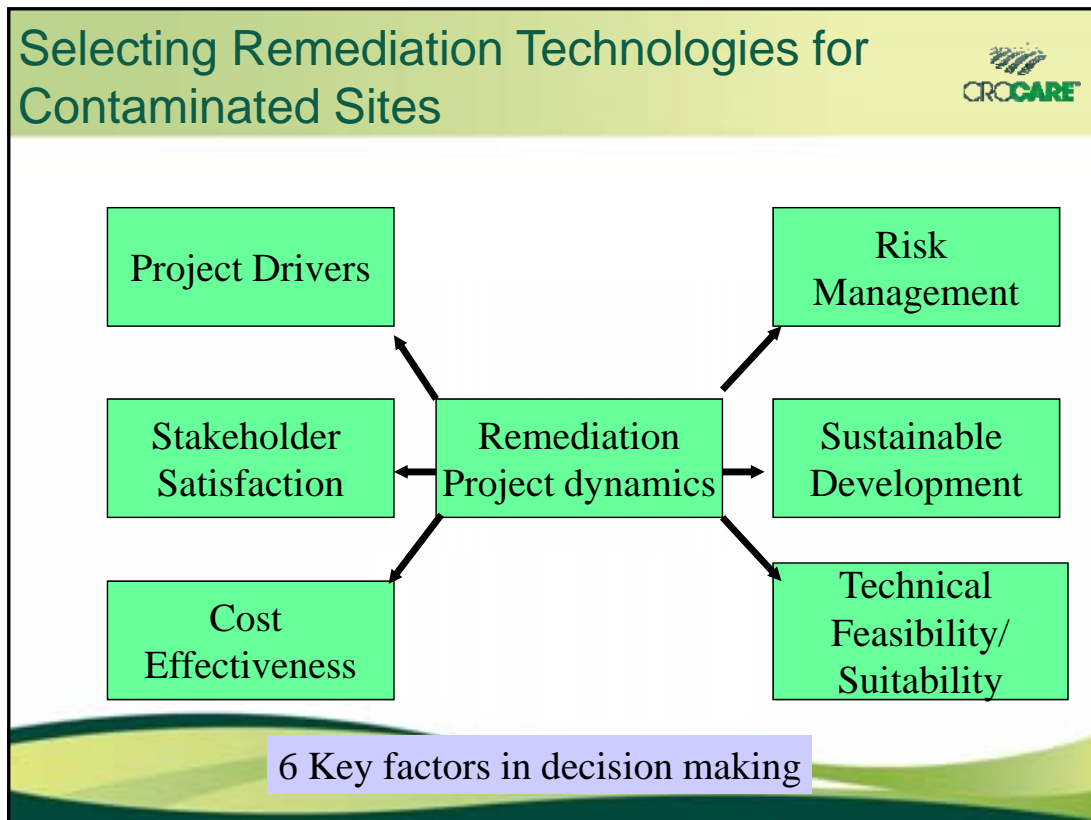 Selecting Remediation Technologies for
Contaminated Sites
CROCARE™
Project Drivers
Risk
Management
Stakeholder
Satisfaction
Remediation
Project dynamics
Sustainable
Development
Cost
Effectiveness
Technical
Feasibility/
Suitability
6 Key factors in decision making